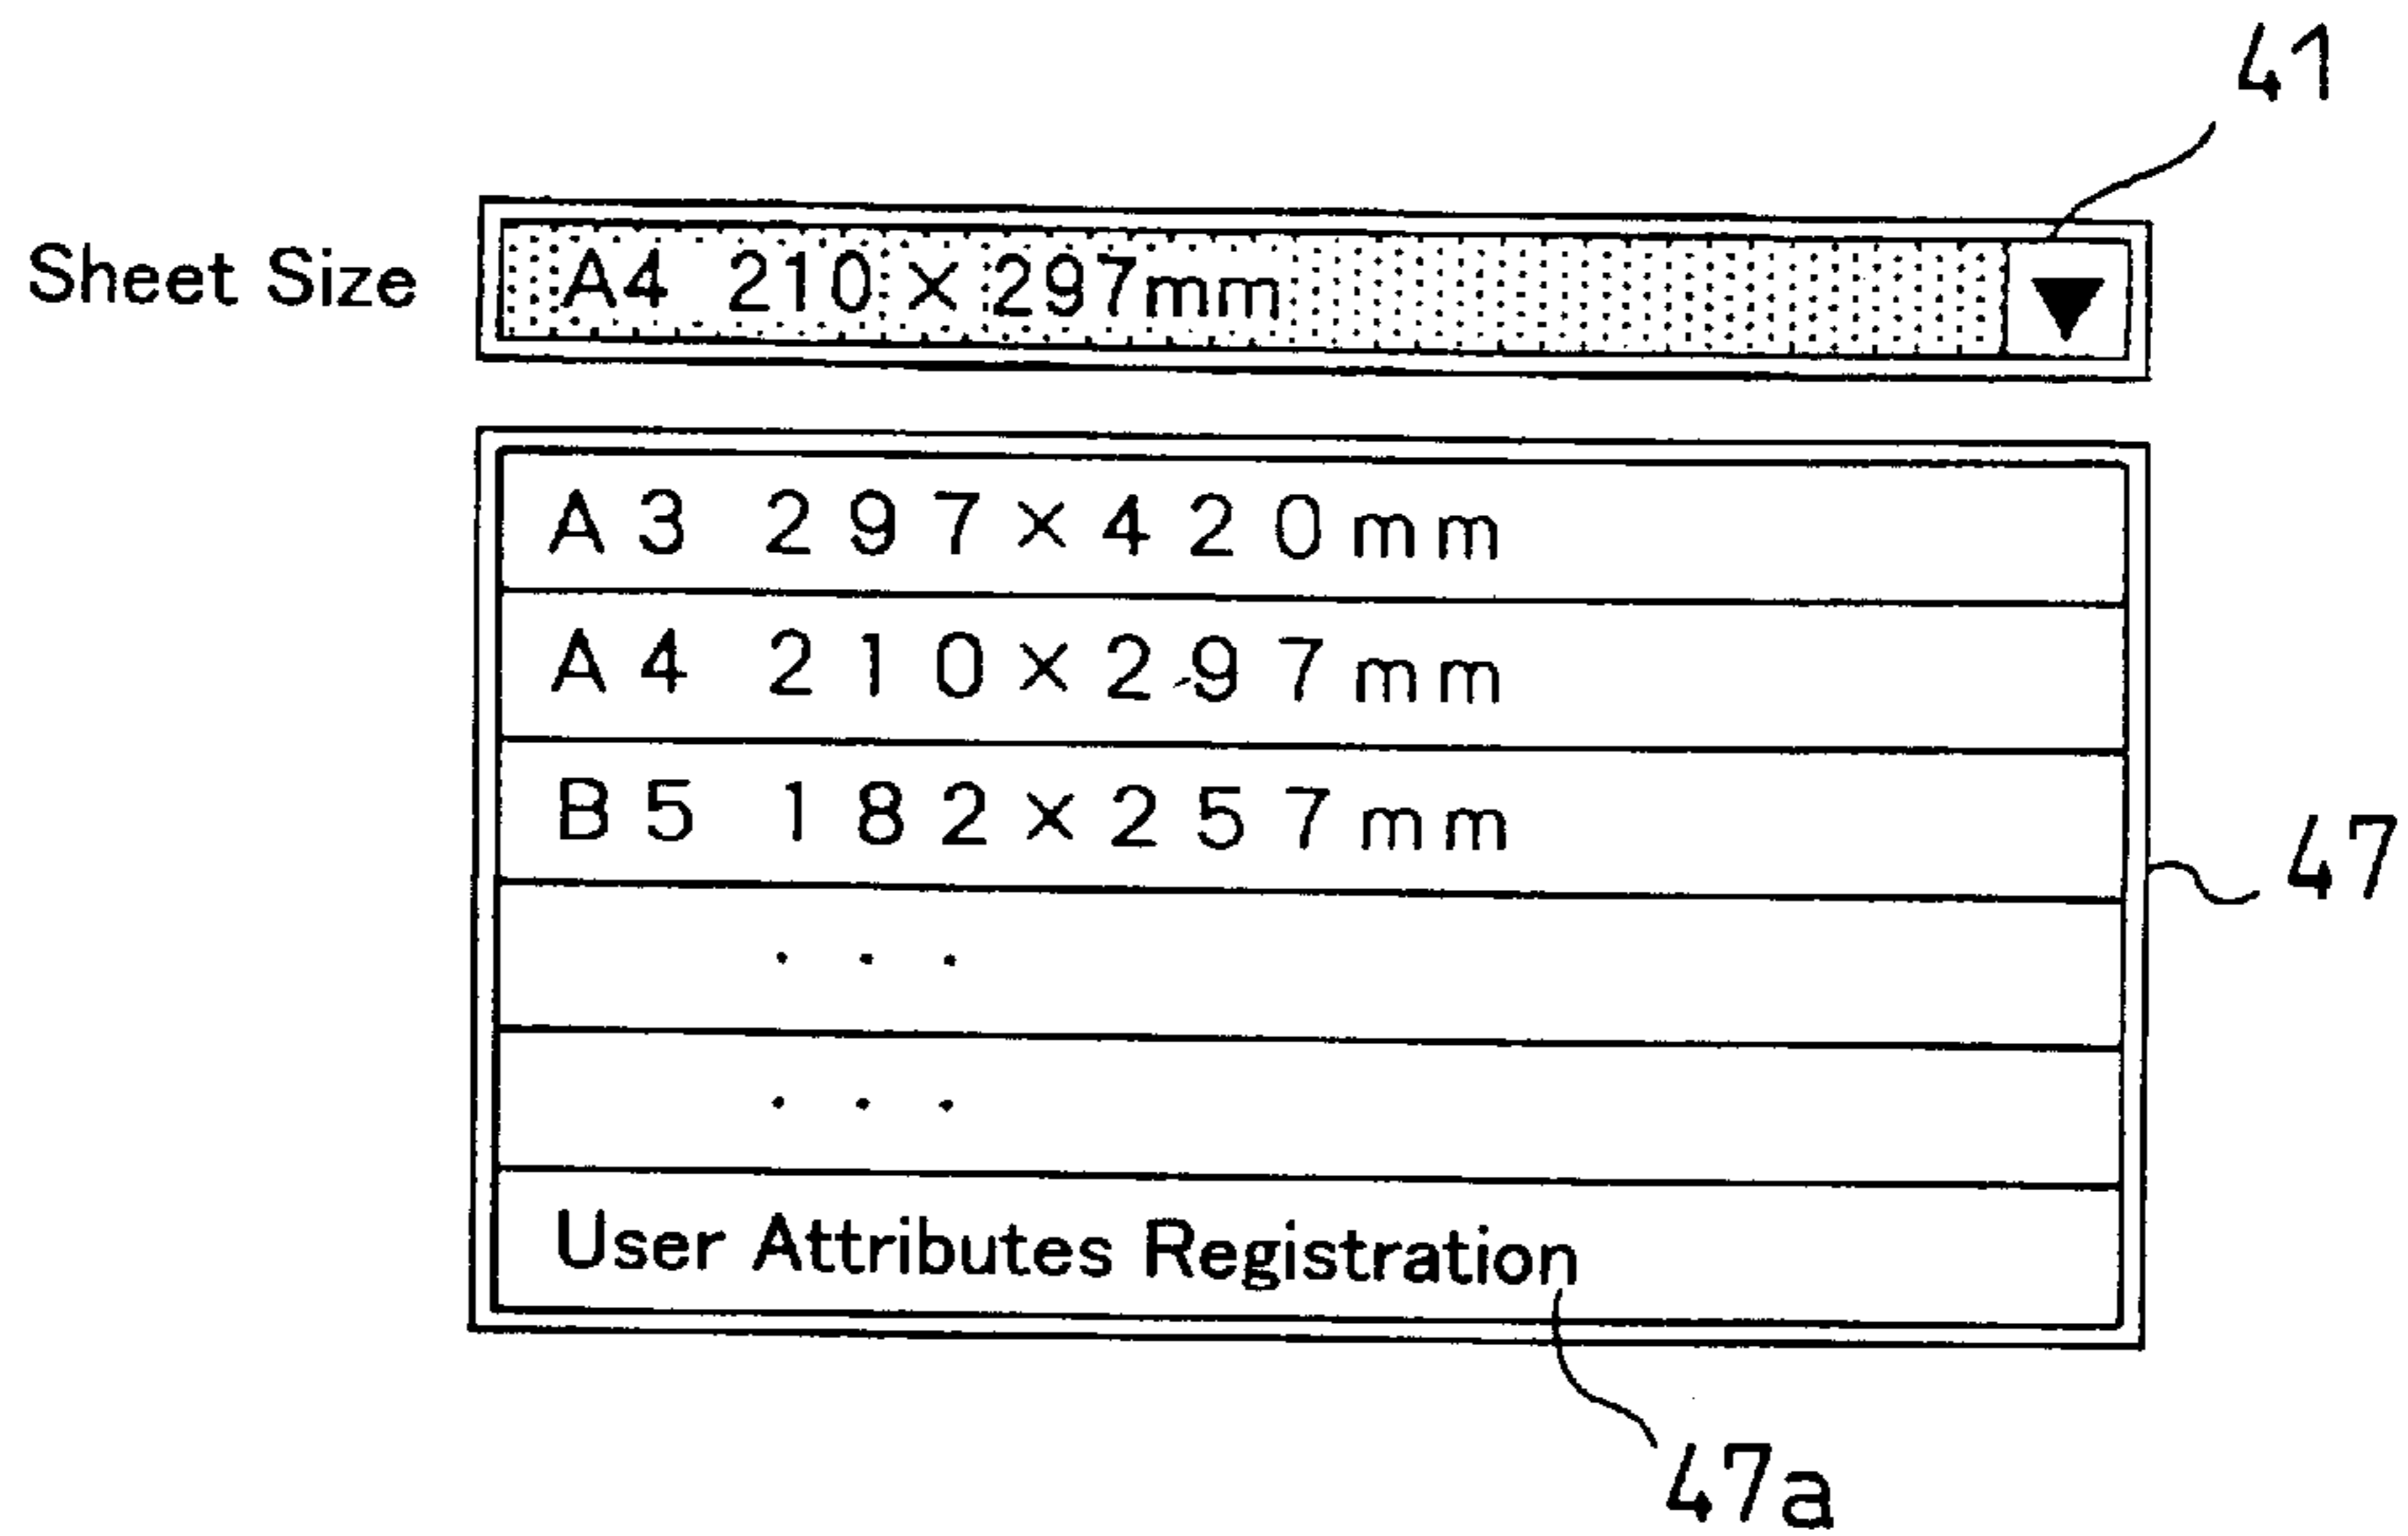 41
Sheet Size A4 210×297mm
A3 297×420mm
A4 210×297mm
B5 182×257mm
· · ·
· · ·
47
User Attributes Registration
47a